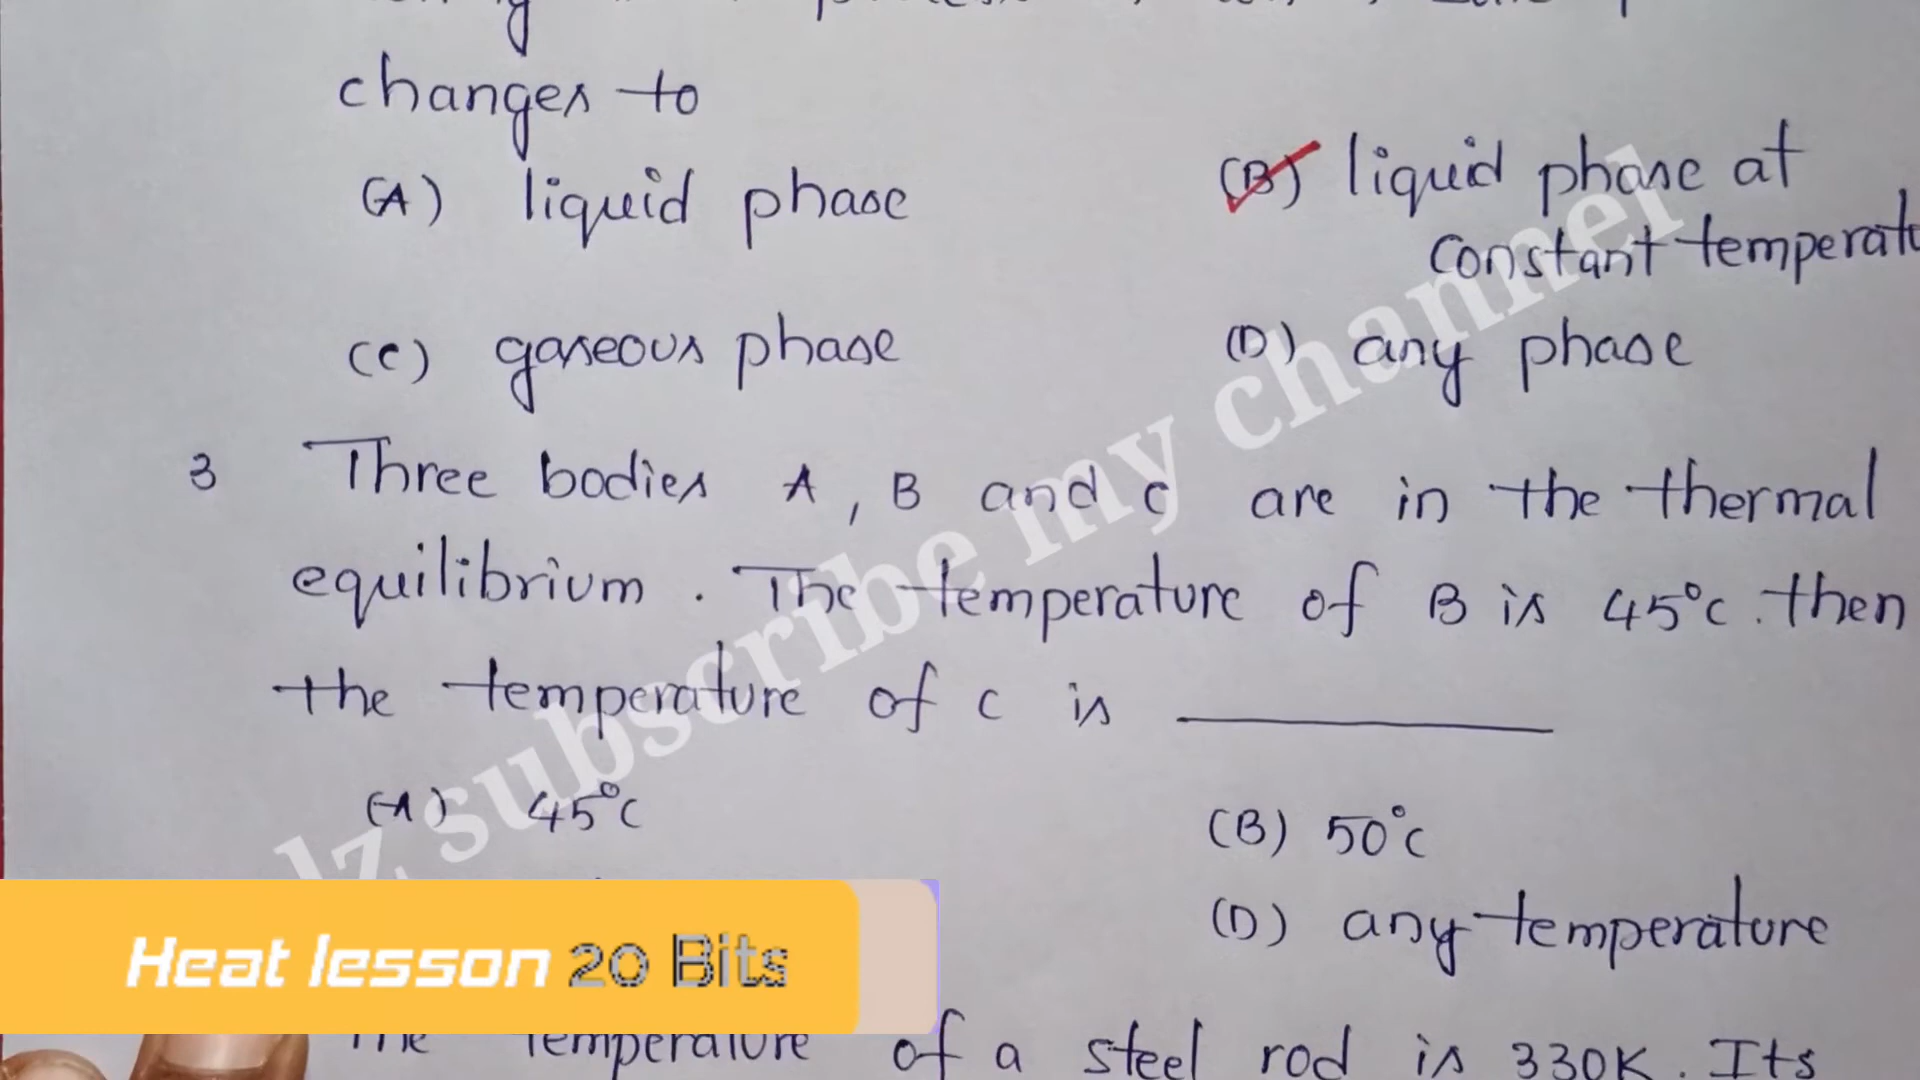 changes to
(A) liquid phase
(B) liquid phase at
constant temperat
(C) gaseous phase
(D) any phase
3 Three bodies A, B and C are in the thermal
equilibrium. The temperature of B is 45°c. then
the temperature of c is
(A) 45°c
(B) 50°c
(D) any temperature
Heat lesson 20 Bits
The temperature of a steel rod is 330K. Its
lz subscribe my channel